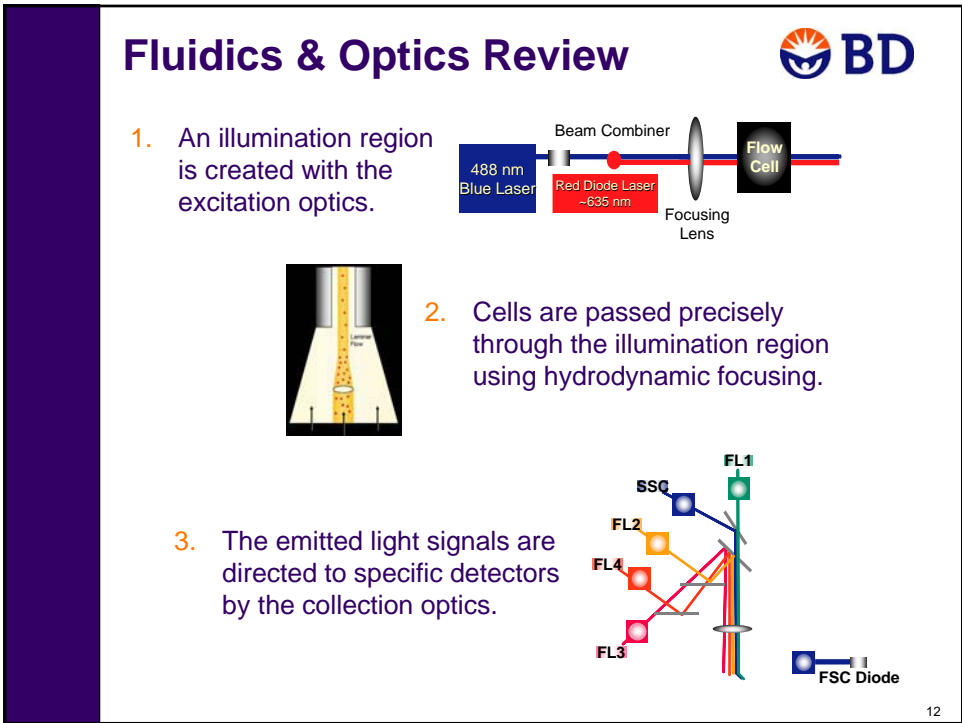 Fluidics & Optics Review
BD
1. An illumination region
is created with the
excitation optics.
Beam Combiner
488 nm
Blue Laser
Red Diode Laser
~635 nm
Focusing
Lens
Flow
Cell
Laminar
Flow
2. Cells are passed precisely
through the illumination region
using hydrodynamic focusing.
3. The emitted light signals are
directed to specific detectors
by the collection optics.
FL1
SSC
FL2
FL4
FL3
FSC Diode
12